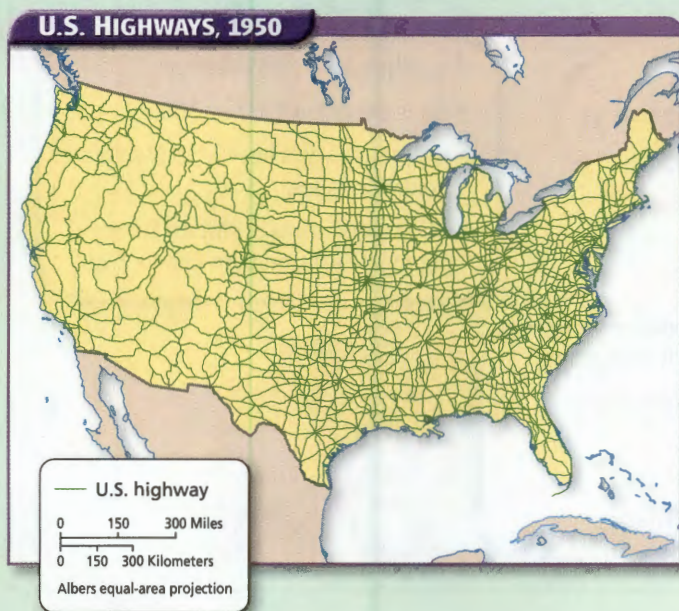 U.S. HIGHWAYS, 1950
U.S. highway
0 150 300 Miles
0 150 300 Kilometers
Albers equal-area projection